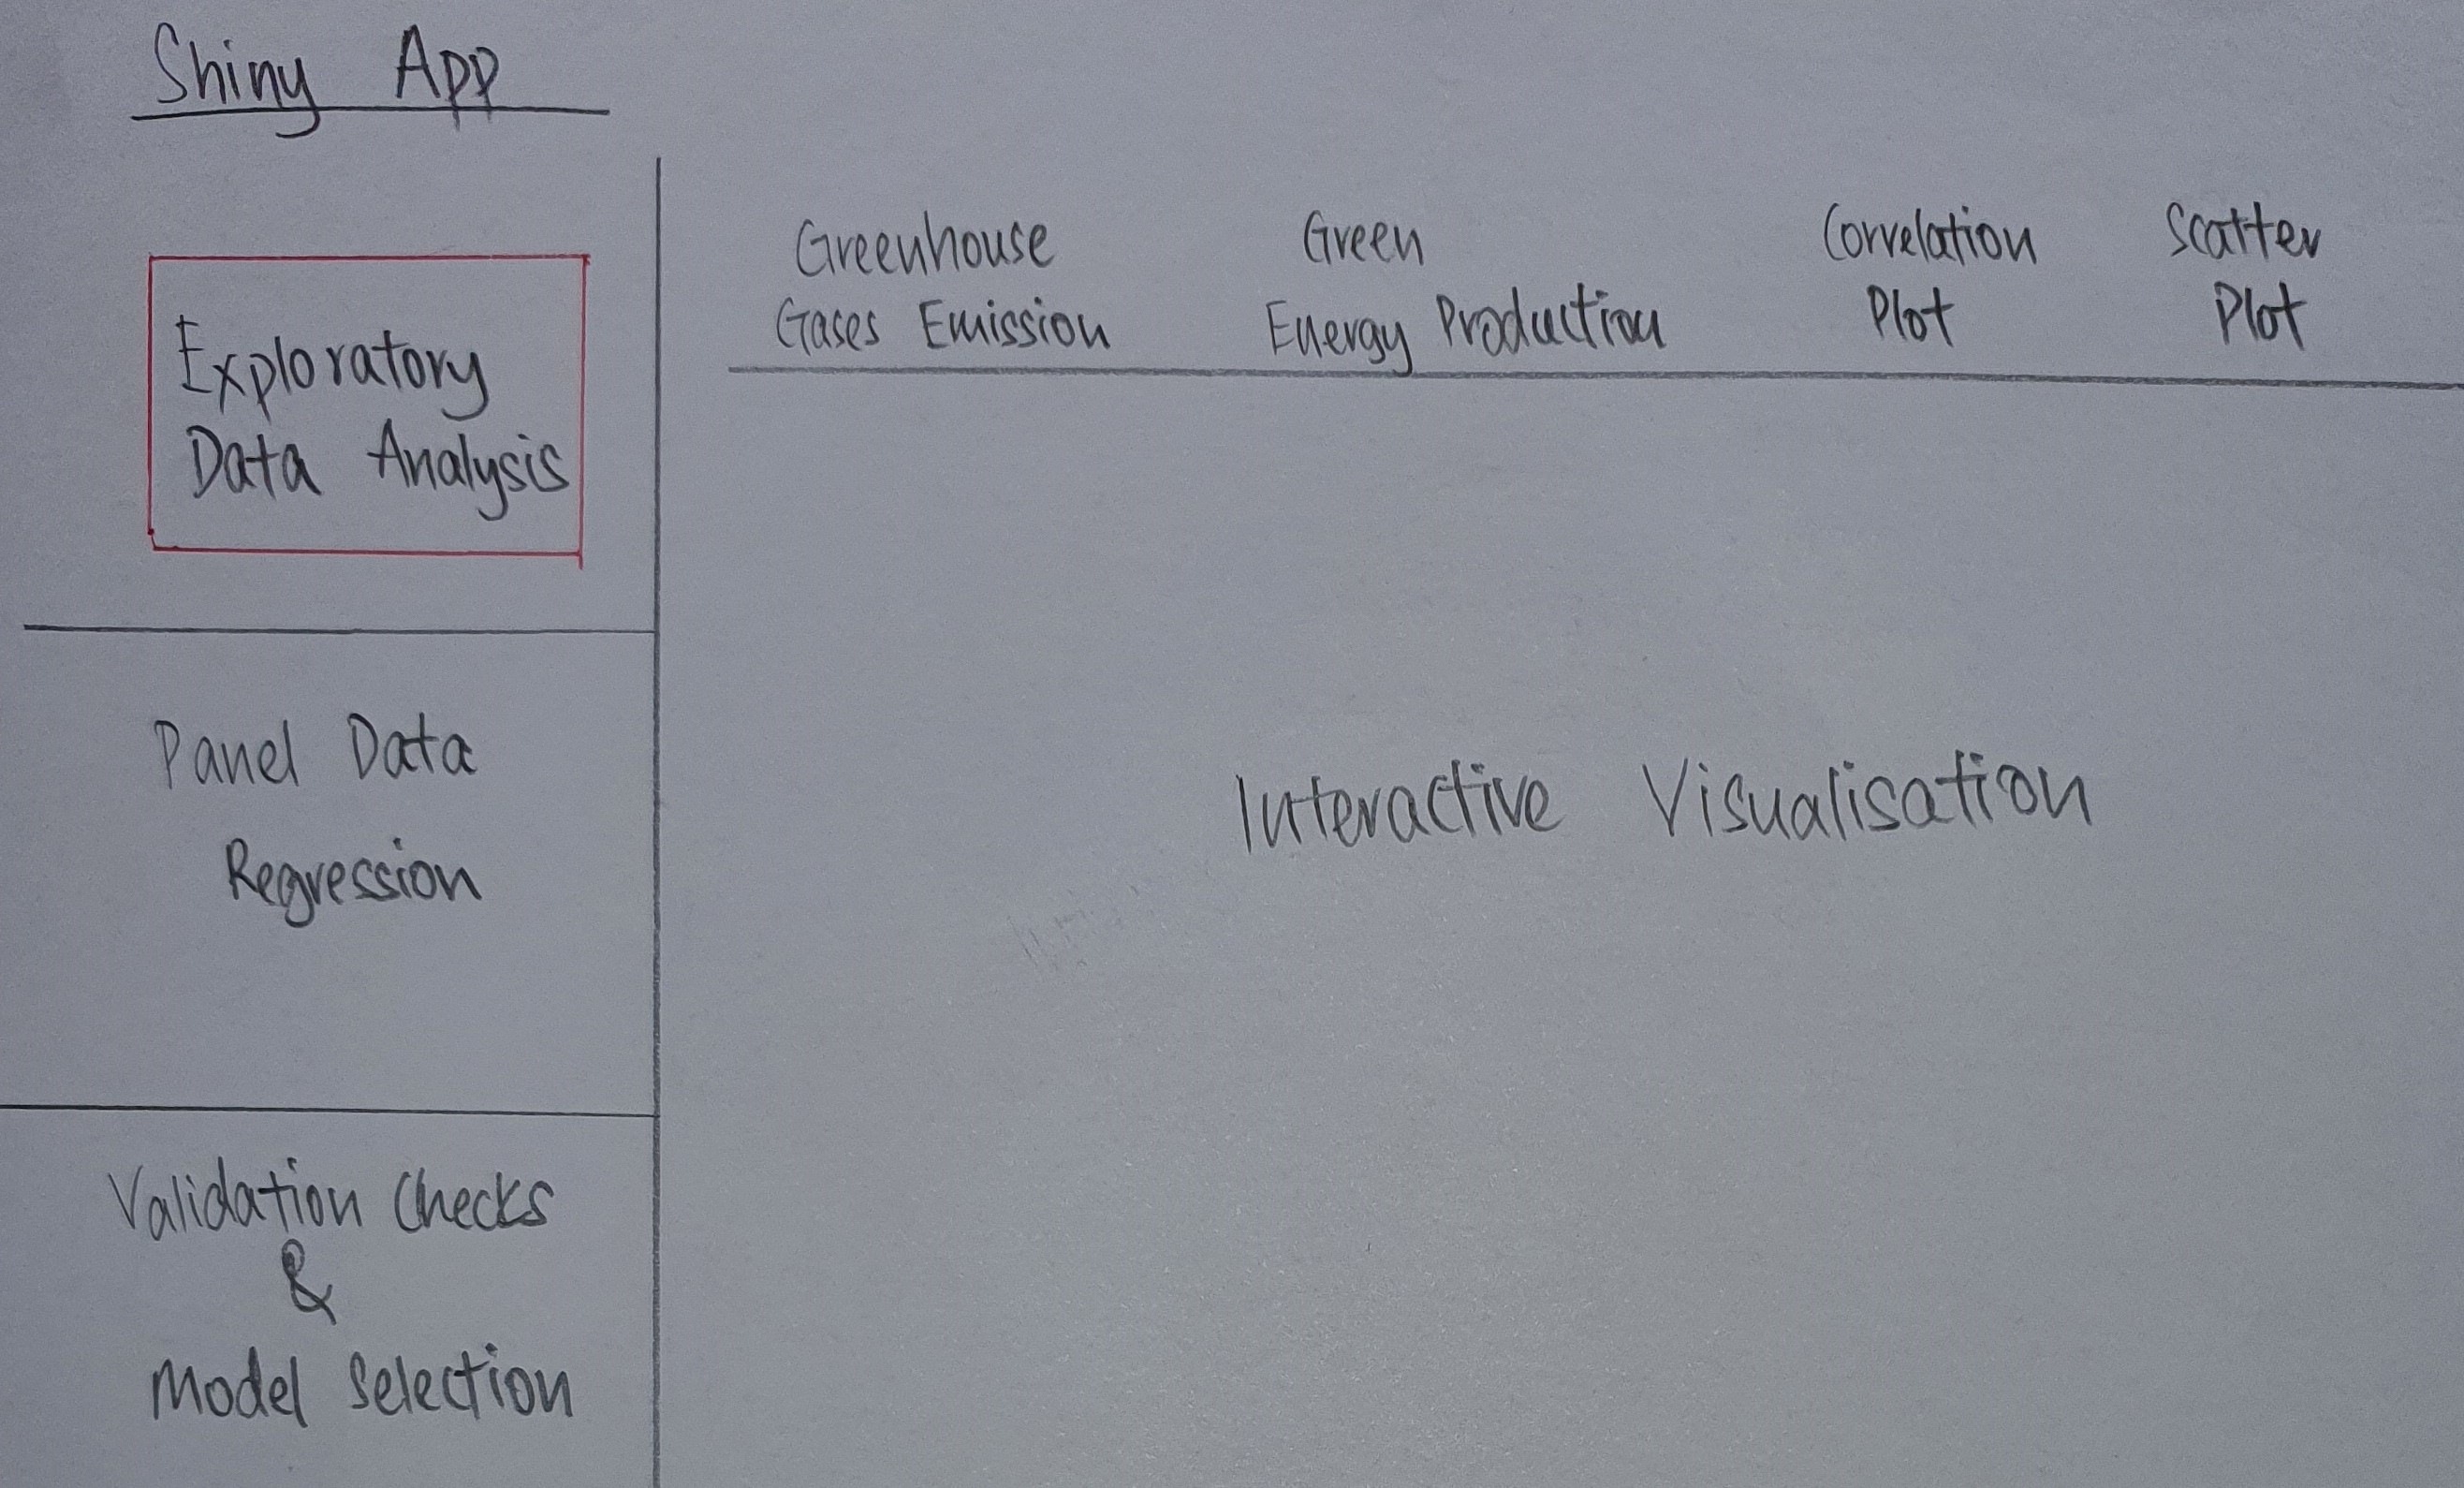 Shiny App
Exploratory
Data Analysis
Panel Data
Regression
Validation Checks
&
Model Selection
Greenhouse
Gases Emission
Green
Energy Production
Correlation
Plot
Scatter
Plot
Interactive Visualisation